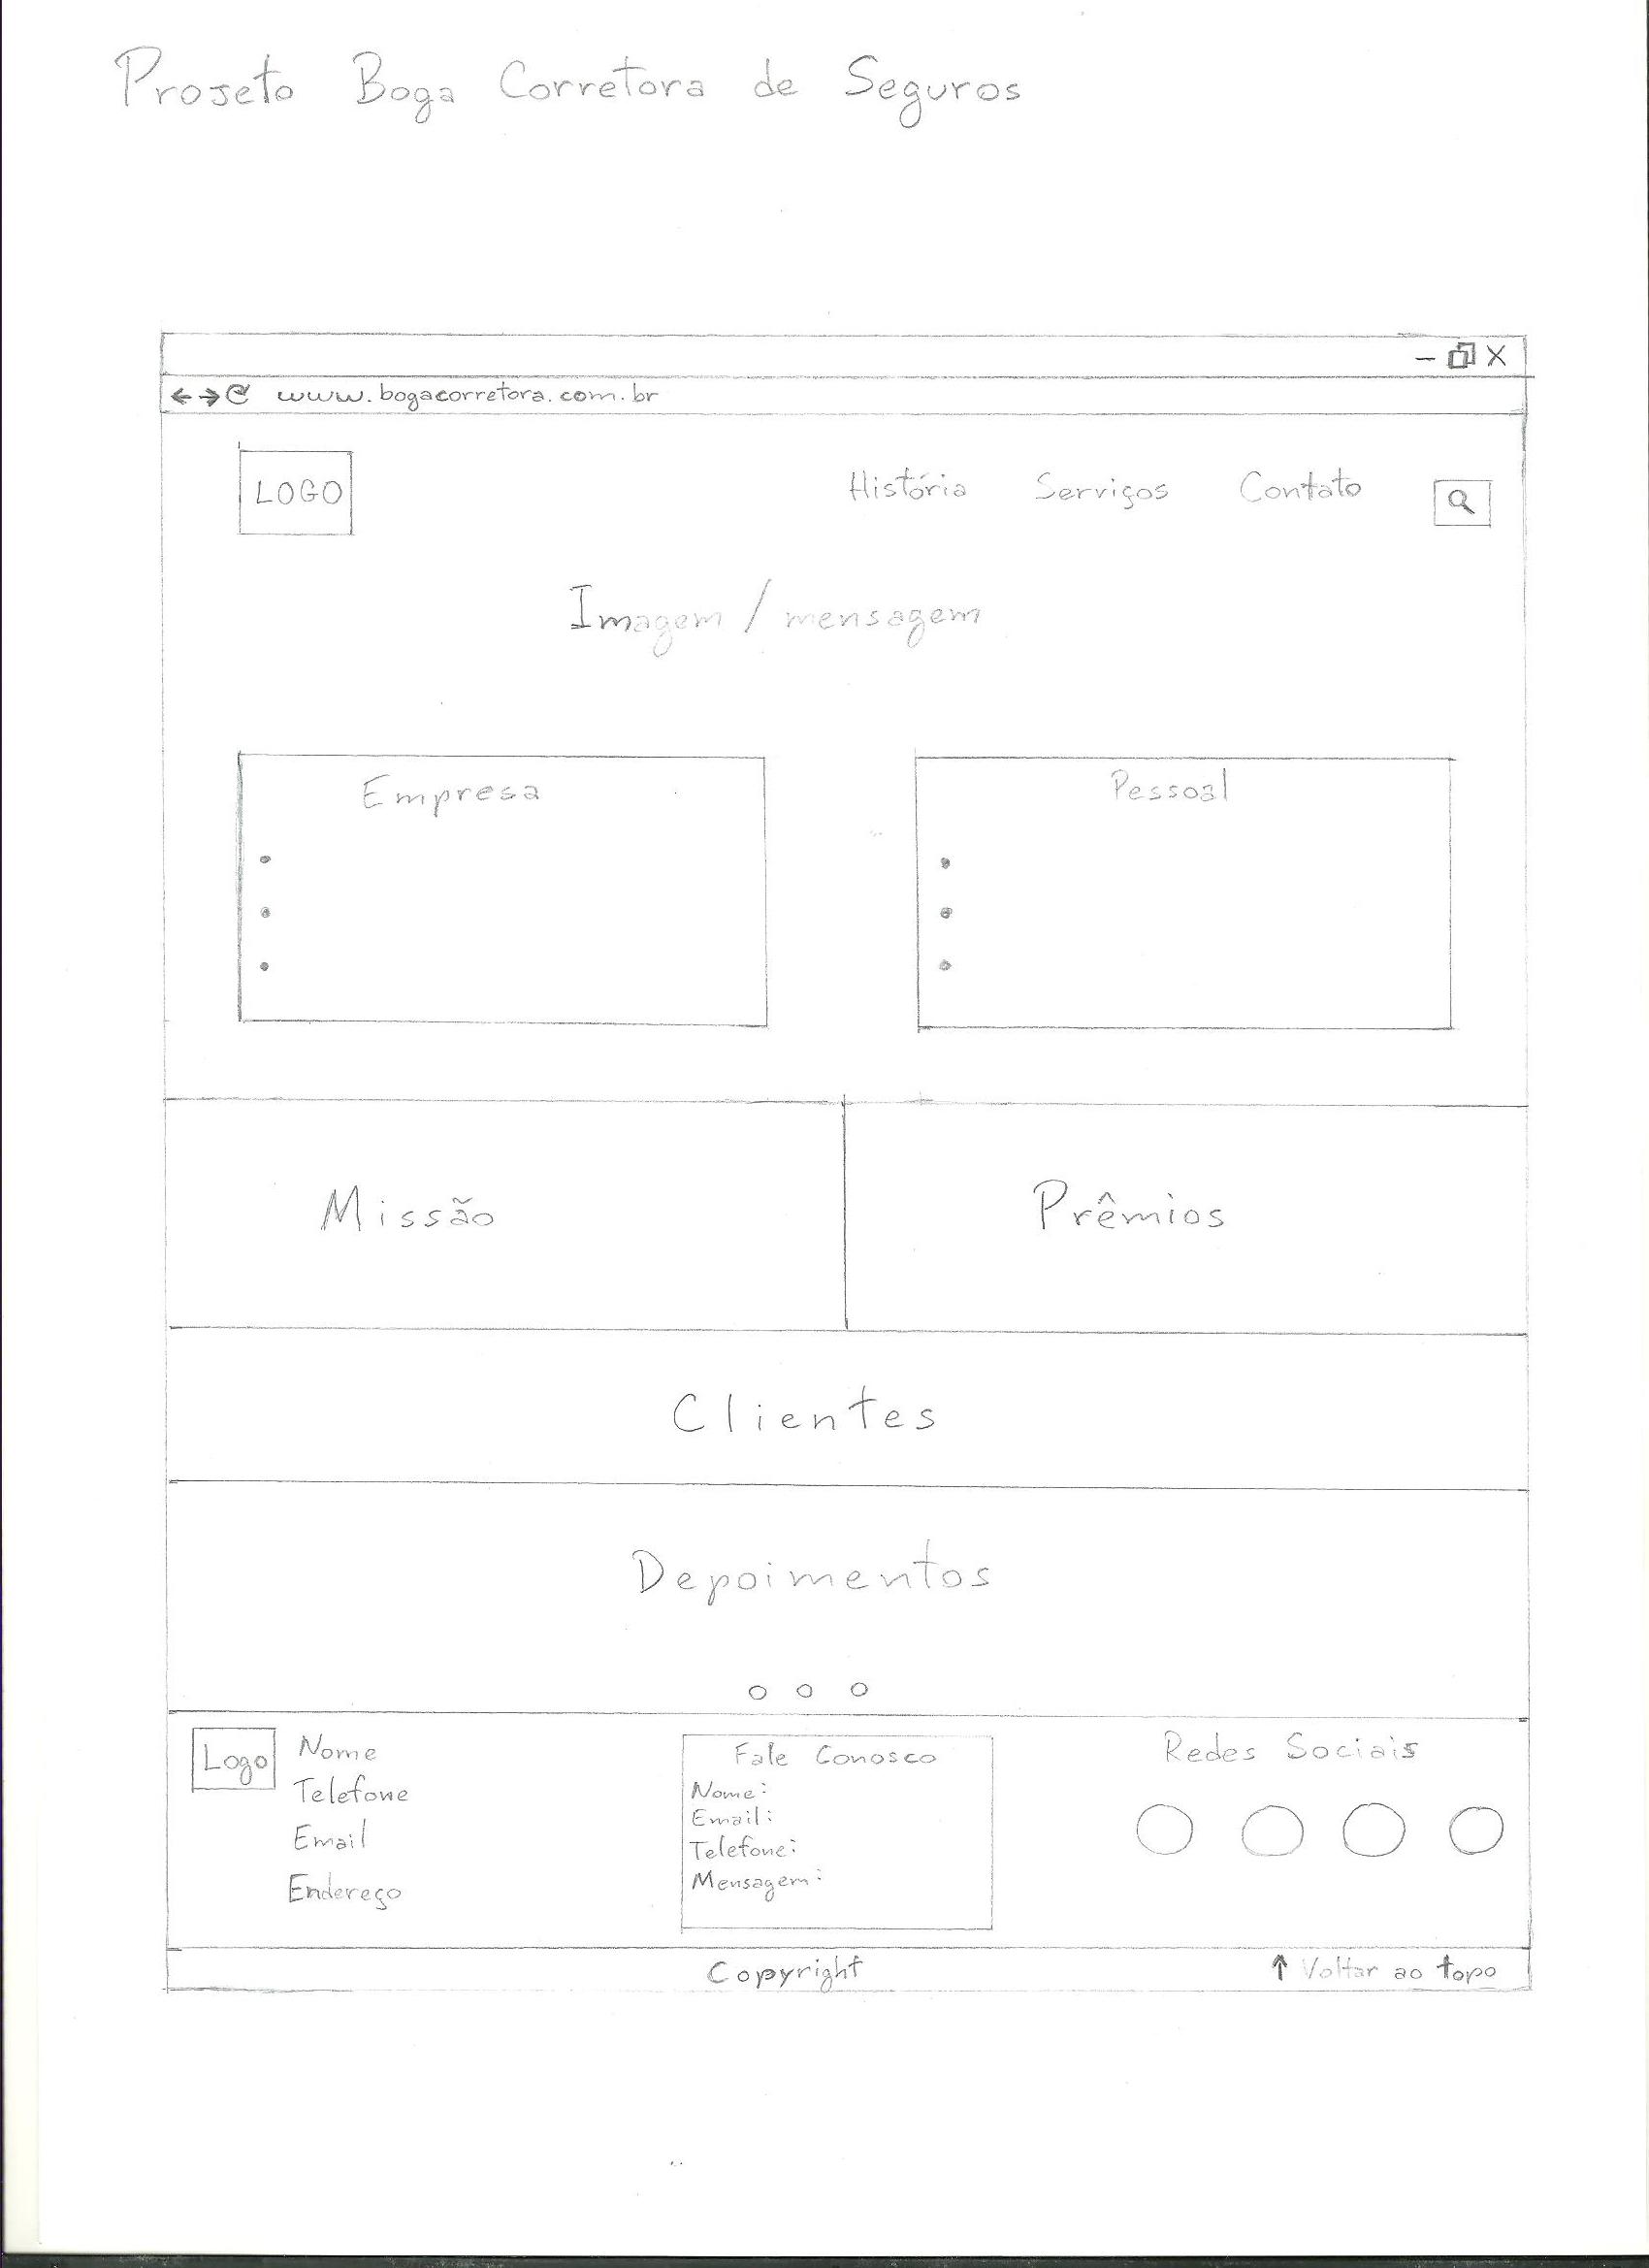 Projeto Boga Corretora de Seguros
www.bogacorretora.com.br
LOGO História Serviços Contato
Imagem / mensagem
Empresa Pessoal
Missão Prêmios
Clientes
Depoimentos
Logo Nome
Telefone
Email
Endereço
Fale Conosco
Nome:
Email:
Telefone:
Mensagem:
Redes Sociais
Copyright ↑ Voltar ao topo